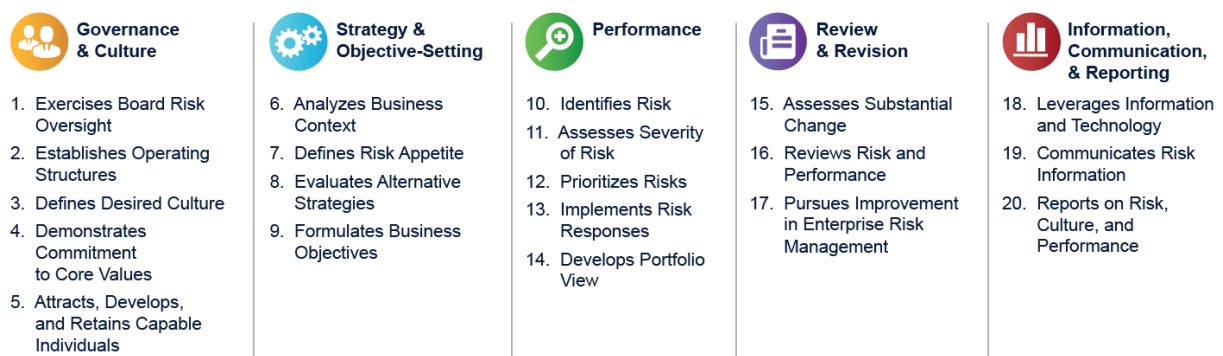 Governance
& Culture
1. Exercises Board Risk
Oversight
2. Establishes Operating
Structures
3. Defines Desired Culture
4. Demonstrates
Commitment
to Core Values
5. Attracts, Develops,
and Retains Capable
Individuals
Strategy &
Objective-Setting
6. Analyzes Business
Context
7. Defines Risk Appetite
8. Evaluates Alternative
Strategies
9. Formulates Business
Objectives
Performance
10. Identifies Risk
11. Assesses Severity
of Risk
12. Prioritizes Risks
13. Implements Risk
Responses
14. Develops Portfolio
View
Review
& Revision
15. Assesses Substantial
Change
16. Reviews Risk and
Performance
17. Pursues Improvement
in Enterprise Risk
Management
Information,
Communication,
& Reporting
18. Leverages Information
and Technology
19. Communicates Risk
Information
20. Reports on Risk,
Culture, and
Performance